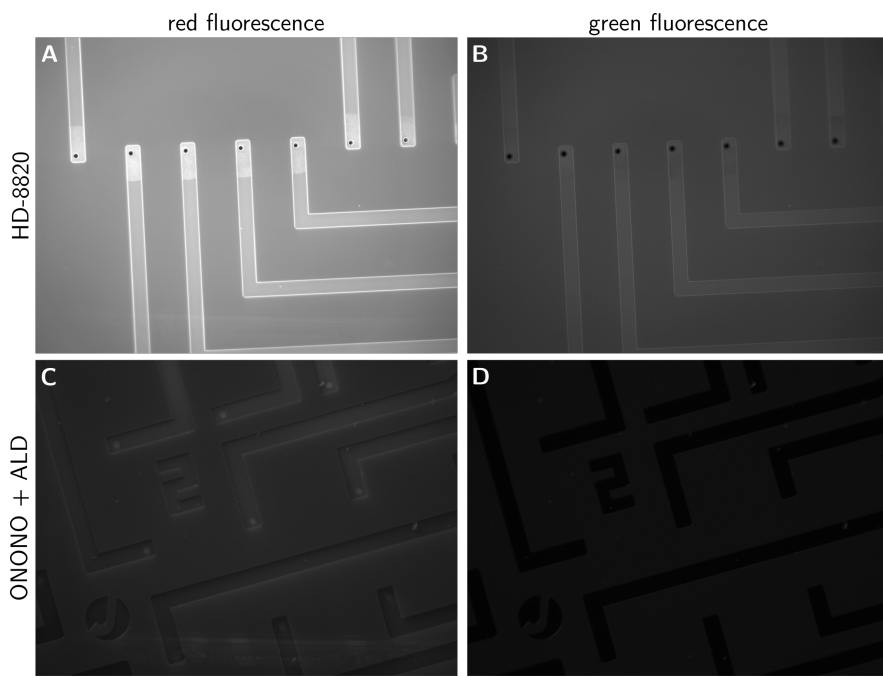 red fluorescence
green fluorescence
HD-8820
A
B
ONONO + ALD
C
D